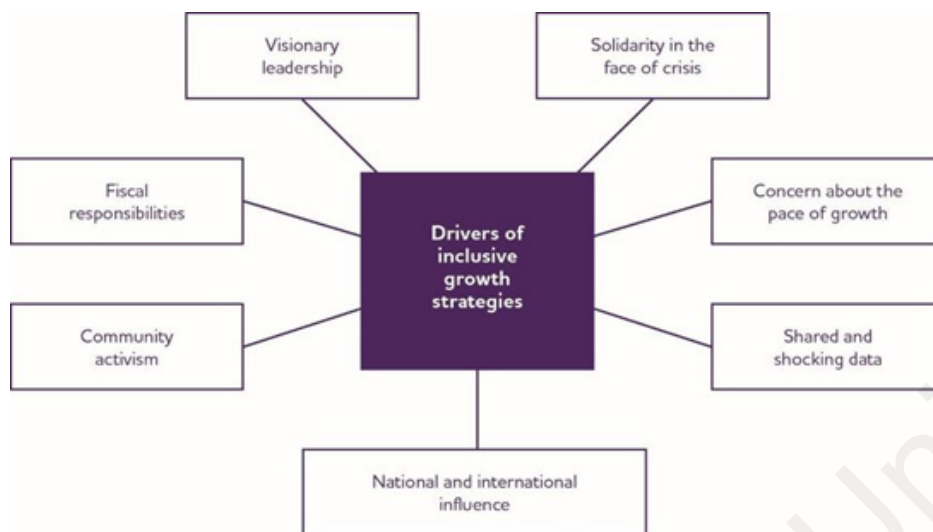 Visionary
leadership
Solidarity in the
face of crisis
Fiscal
responsibilities
Concern about the
pace of growth
Drivers of
inclusive
growth
strategies
Community
activism
Shared and
shocking data
National and international
influence